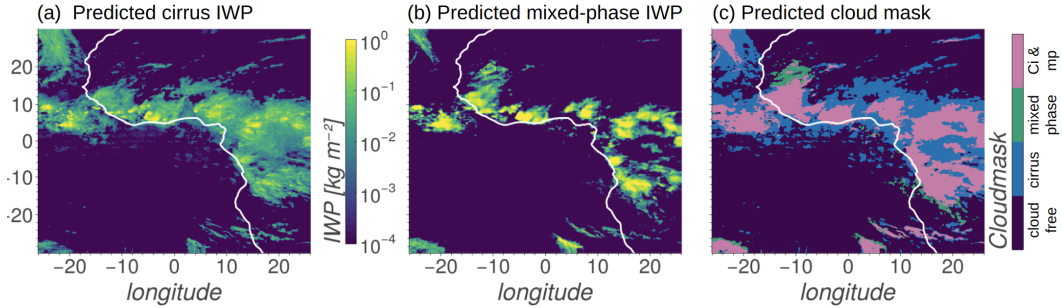 (a) Predicted cirrus IWP
(b) Predicted mixed-phase IWP
(c) Predicted cloud mask
20
10
0
-10
-20
-20
-10
0
10
20
longitude
10⁰
10⁻¹
10⁻²
10⁻³
10⁻⁴
IWP [kg m⁻²]
-20
-10
0
10
20
longitude
-20
-10
0
10
20
longitude
Cloudmask
cloud
free
cirrus
mixed
phase
Ci &
mp